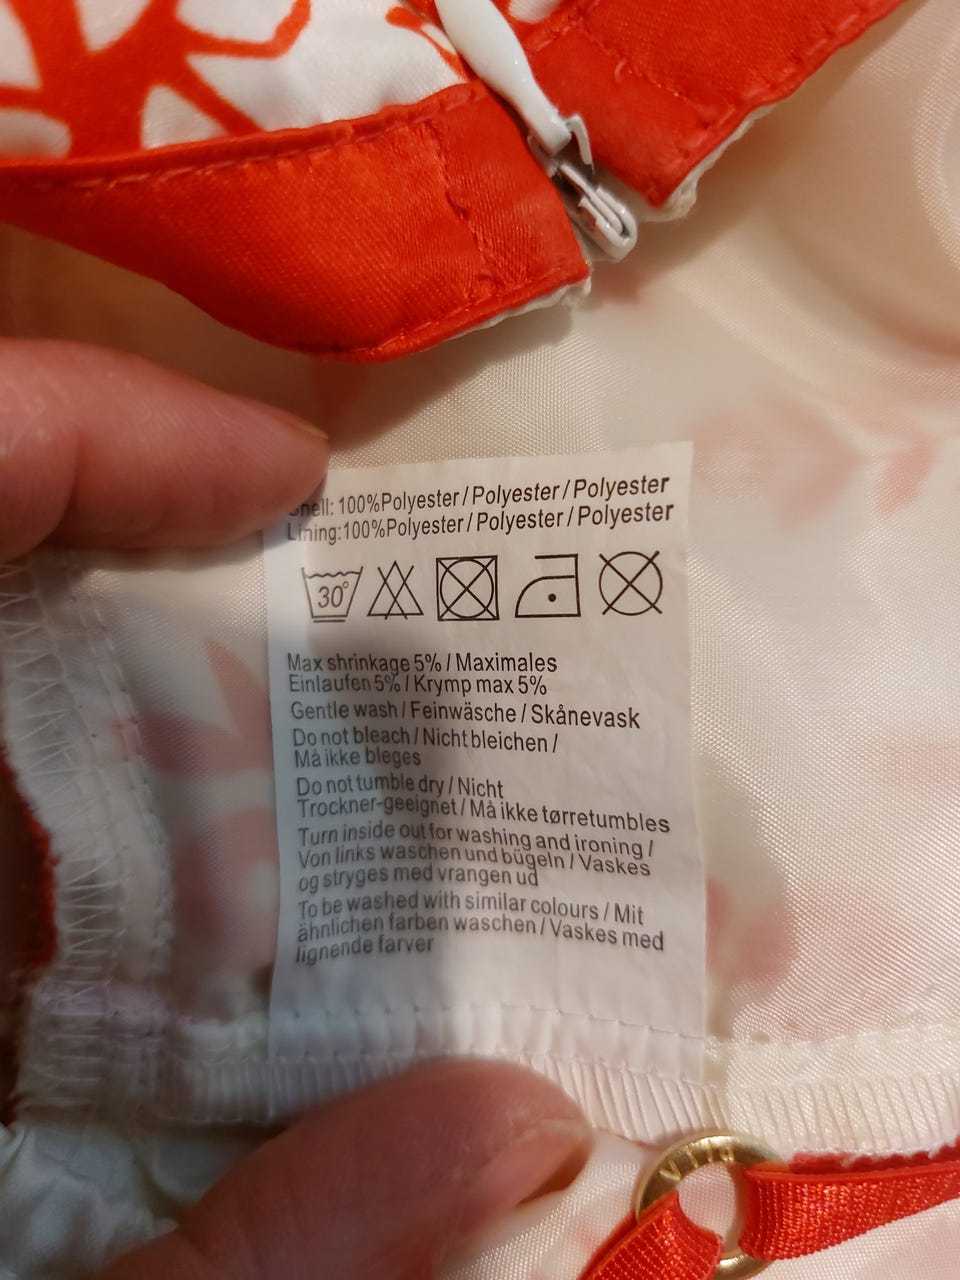 Shell: 100%Polyester / Polyester / Polyester
Lining:100%Polyester / Polyester / Polyester
30°
Max shrinkage 5% / Maximales
Einlaufen 5% / Krymp max 5%
Gentle wash / Feinwäsche / Skånevask
Do not bleach / Nicht bleichen /
Må ikke bleges
Do not tumble dry / Nicht
Trockner-geeignet / Må ikke tørretumbles
Turn inside out for washing and ironing /
Von links waschen und bügeln / Vaskes
og stryges med vrangen ud
To be washed with similar colours / Mit
ähnlichen farben waschen / Vaskes med
lignende farver